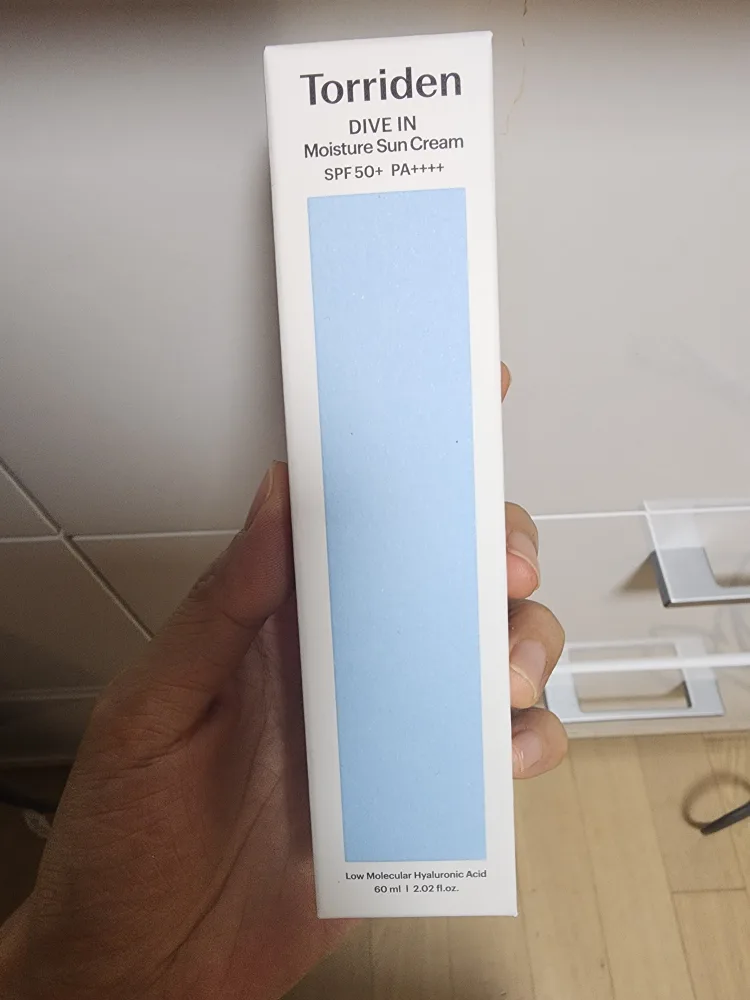 Torriden
DIVE IN
Moisture Sun Cream
SPF 50+ PA++++
Low Molecular Hyaluronic Acid
60 ml I 2.02 fl.oz.